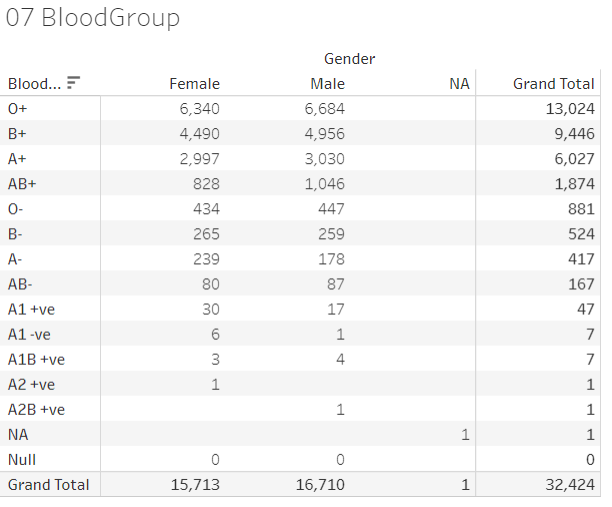 07 BloodGroup
Gender
Blood... Female Male NA Grand Total
O+ 6,340 6,684 13,024
B+ 4,490 4,956 9,446
A+ 2,997 3,030 6,027
AB+ 828 1,046 1,874
O- 434 447 881
B- 265 259 524
A- 239 178 417
AB- 80 87 167
A1 +ve 30 17 47
A1 -ve 6 1 7
A1B +ve 3 4 7
A2 +ve 1 1
A2B +ve 1 1
NA 1 1
Null 0 0 0
Grand Total 15,713 16,710 1 32,424